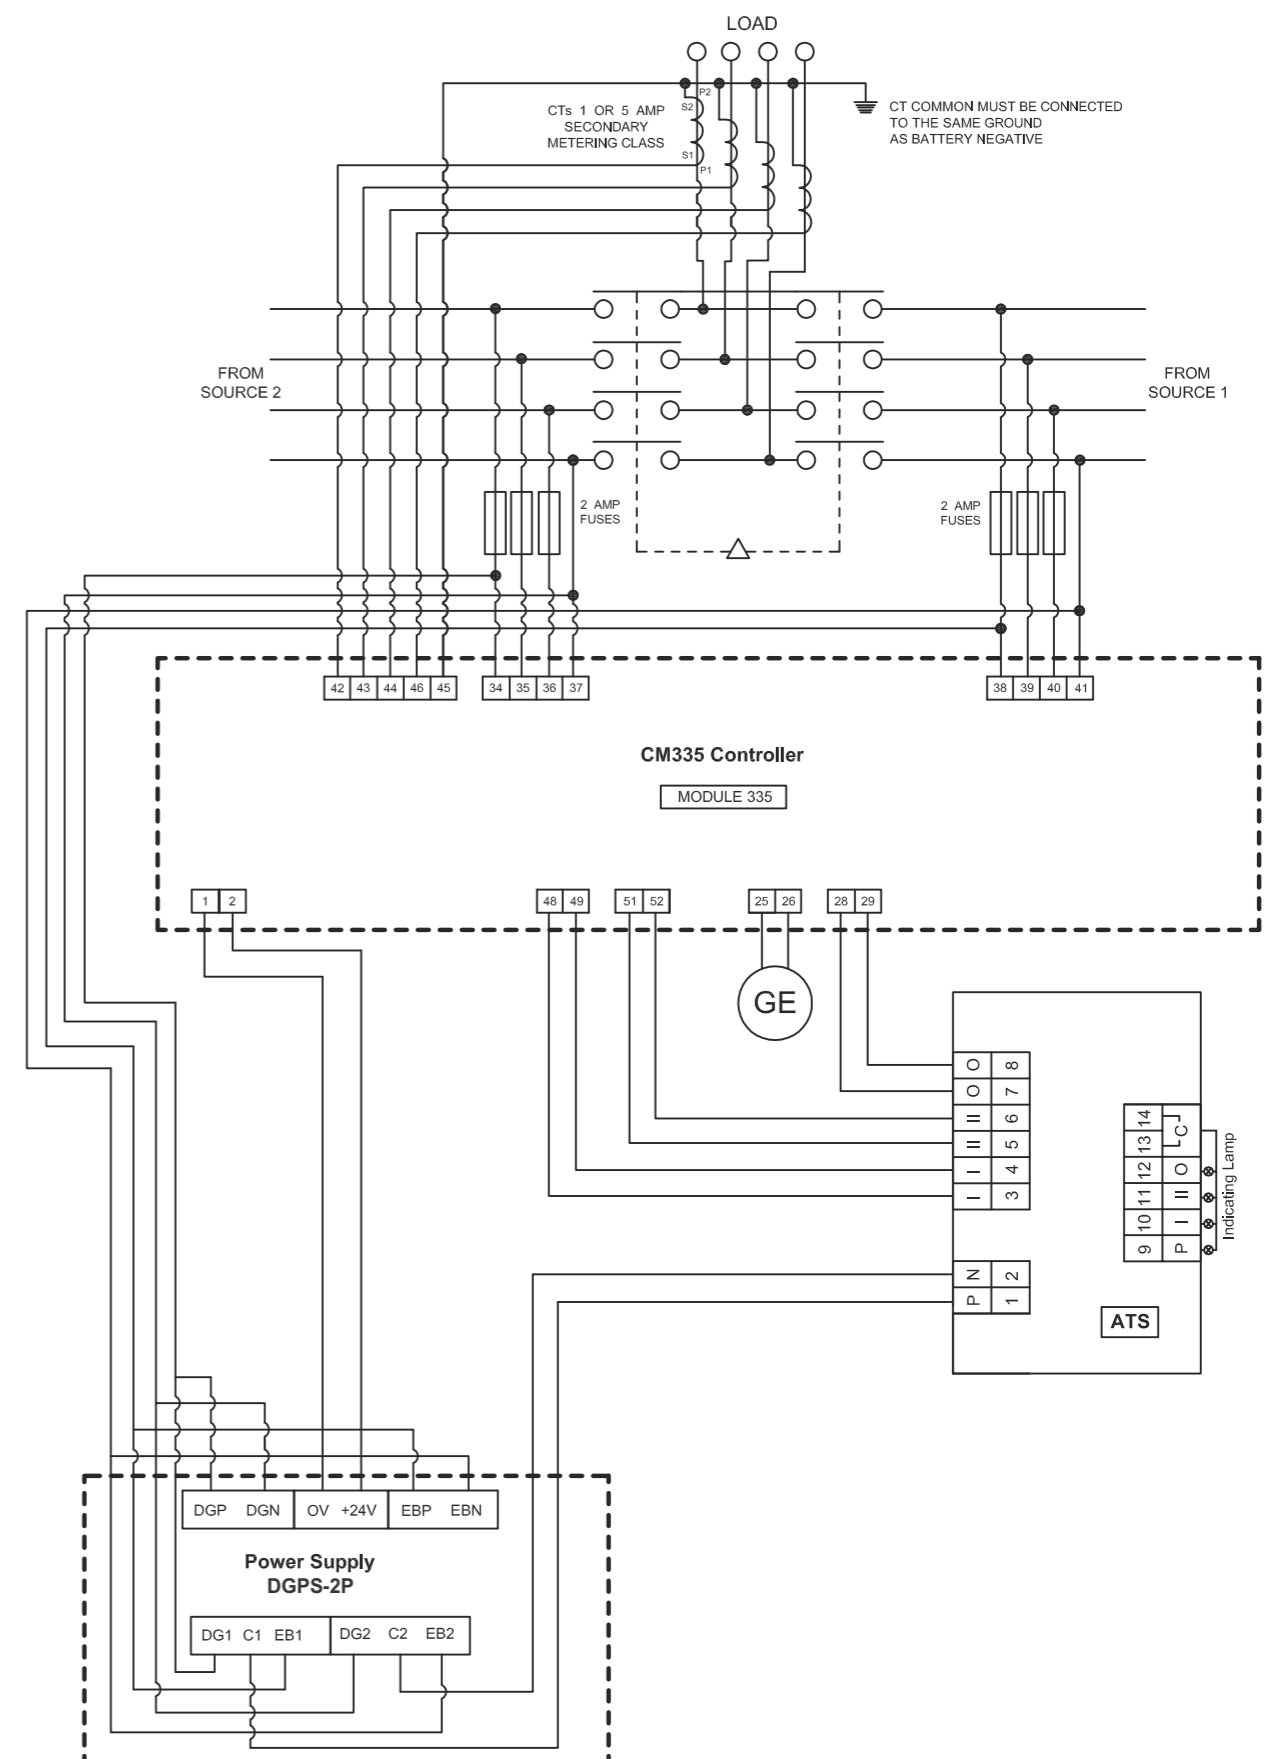 LOAD
P2
S2
CTs 1 OR 5 AMP
SECONDARY
METERING CLASS
S1
P1
CT COMMON MUST BE CONNECTED
TO THE SAME GROUND
AS BATTERY NEGATIVE
FROM
SOURCE 2
FROM
SOURCE 1
2 AMP
FUSES
2 AMP
FUSES
42 43 44 46 45 34 35 36 37 38 39 40 41
CM335 Controller
MODULE 335
1 2 48 49 51 52 25 26 28 29
GE
O 8
O 7
II 6
II 5
I 4
I 3
N 2
P 1
14
13 C
12 O
11 II
10 I
9 P
Indicating Lamp
ATS
DGP DGN OV +24V EBP EBN
Power Supply
DGPS-2P
DG1 C1 EB1 DG2 C2 EB2